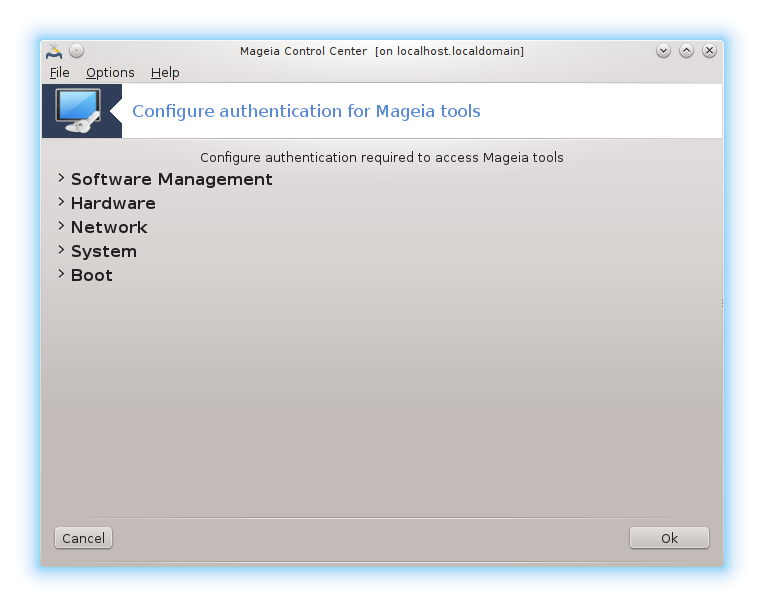 Mageia Control Center [on localhost.localdomain]
File Options Help
Configure authentication for Mageia tools
Configure authentication required to access Mageia tools
Software Management
Hardware
Network
System
Boot
Cancel Ok